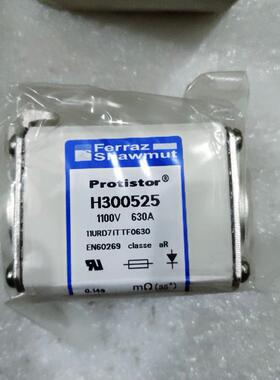 Ferraz
Shawmut
Protistor®
H300525
1100V 630A
11URD71TTF0630
EN60269 classe aR
mΩ